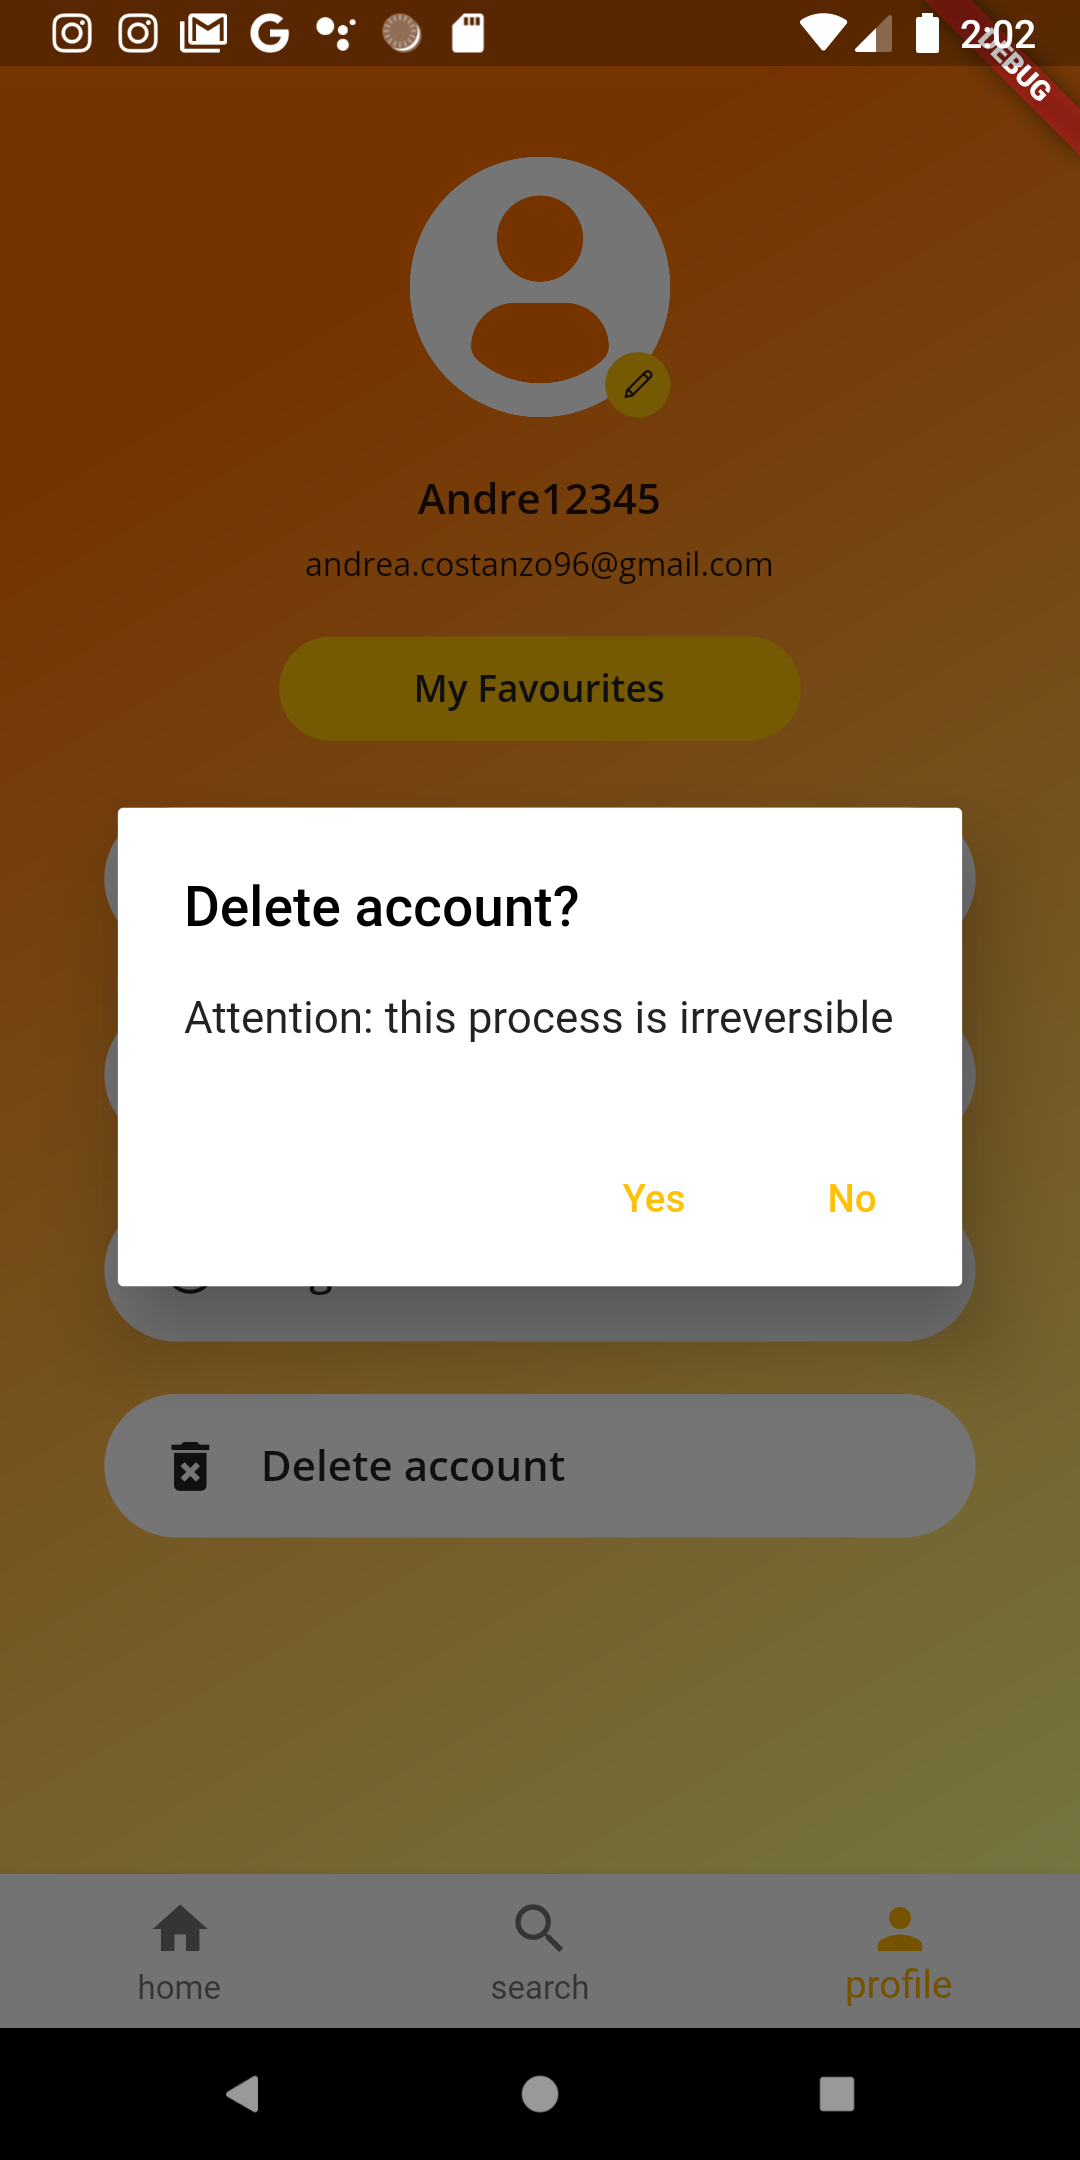 2:02
DEBUG
Andre12345
andrea.costanzo96@gmail.com
My Favourites
Delete account?
Attention: this process is irreversible
Yes No
Delete account
home search profile